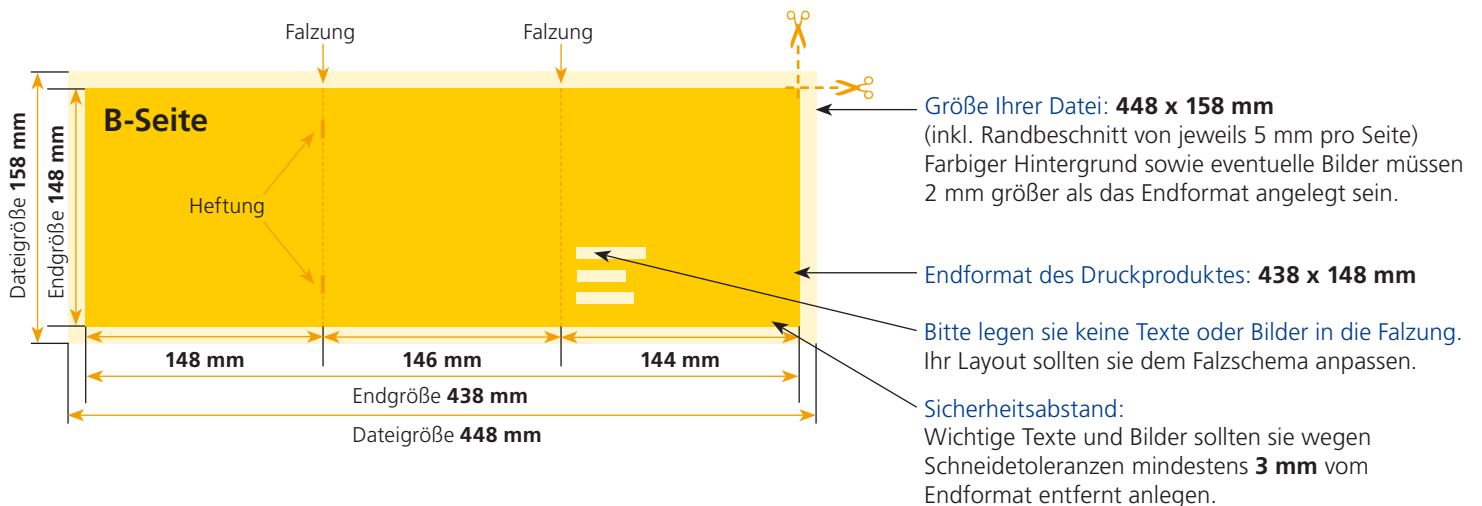 Falzung
Falzung
B-Seite
Heftung
Dateigröße 158 mm
Endgröße 148 mm
148 mm
146 mm
144 mm
Endgröße 438 mm
Dateigröße 448 mm
Größe Ihrer Datei: 448 x 158 mm
(inkl. Randbeschnitt von jeweils 5 mm pro Seite)
Farbiger Hintergrund sowie eventuelle Bilder müssen
2 mm größer als das Endformat angelegt sein.
Endformat des Druckproduktes: 438 x 148 mm
Bitte legen sie keine Texte oder Bilder in die Falzung.
Ihr Layout sollten sie dem Falzschema anpassen.
Sicherheitsabstand:
Wichtige Texte und Bilder sollten sie wegen
Schneidetoleranzen mindestens 3 mm vom
Endformat entfernt anlegen.